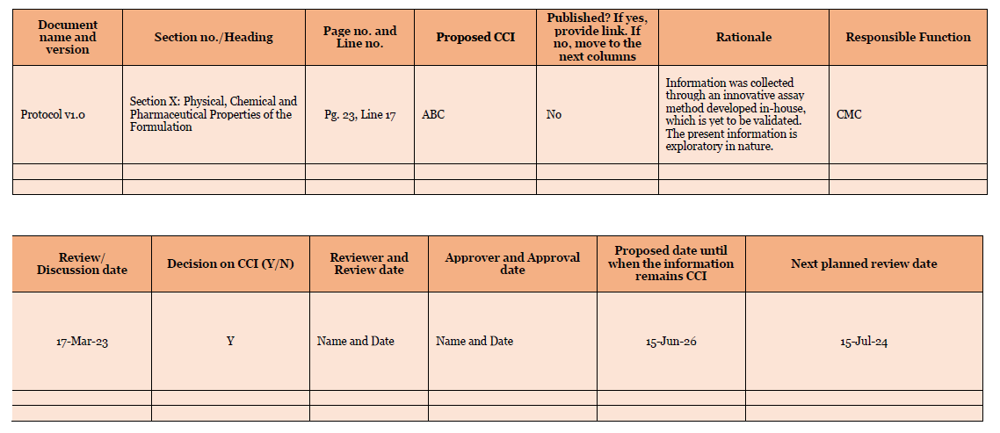 Document
name and
version
Section no./Heading
Page no. and
Line no.
Proposed CCI
Published? If yes,
provide link. If
no, move to the
next columns
Rationale
Responsible Function
Protocol v1.0
Section X: Physical, Chemical and
Pharmaceutical Properties of the
Formulation
Pg. 23, Line 17
ABC
No
Information was collected
through an innovative assay
method developed in-house,
which is yet to be validated.
The present information is
exploratory in nature.
CMC
Review/
Discussion date
Decision on CCI (Y/N)
Reviewer and
Review date
Approver and Approval
date
Proposed date until
when the information
remains CCI
Next planned review date
17-Mar-23
Y
Name and Date
Name and Date
15-Jun-26
15-Jul-24